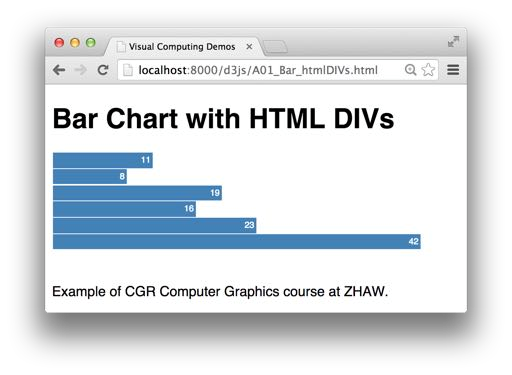 Visual Computing Demos
localhost:8000/d3js/A01_Bar_htmlDIVs.html
Bar Chart with HTML DIVs
11
8
19
16
23
42
Example of CGR Computer Graphics course at ZHAW.